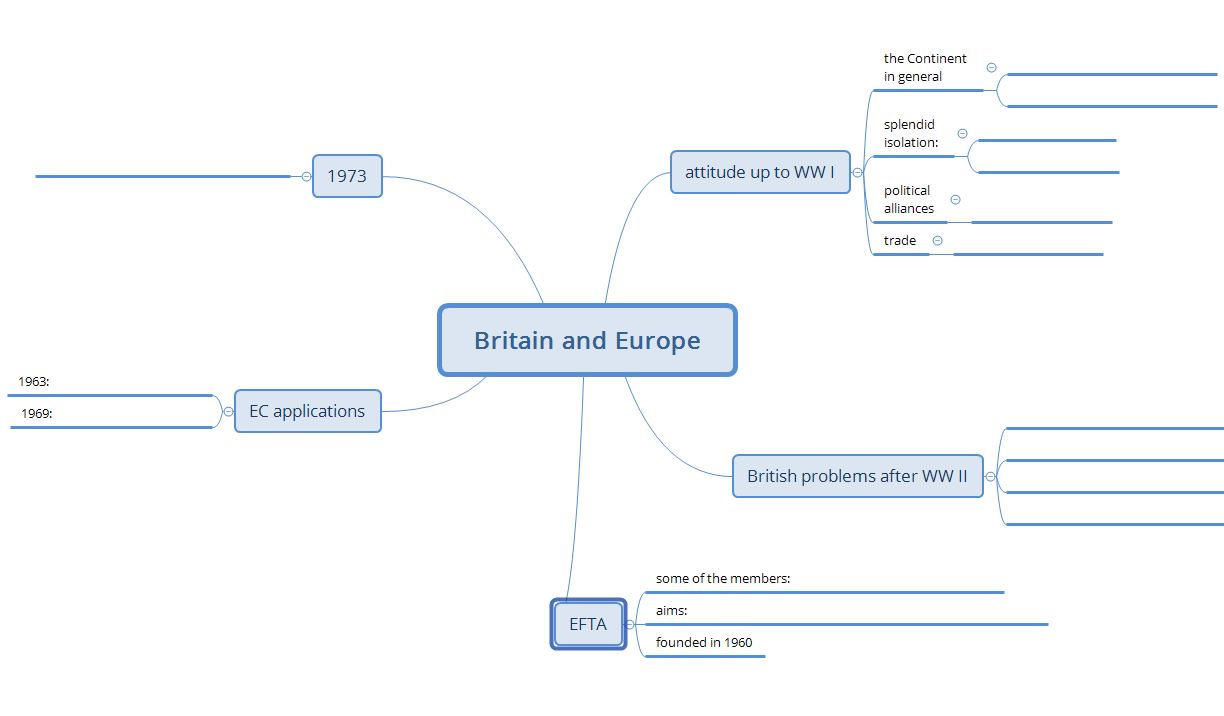 the Continent
in general
splendid
isolation:
attitude up to WW I
1973
political
alliances
trade
Britain and Europe
1963:
EC applications
1969:
British problems after WW II
some of the members:
aims:
EFTA
founded in 1960